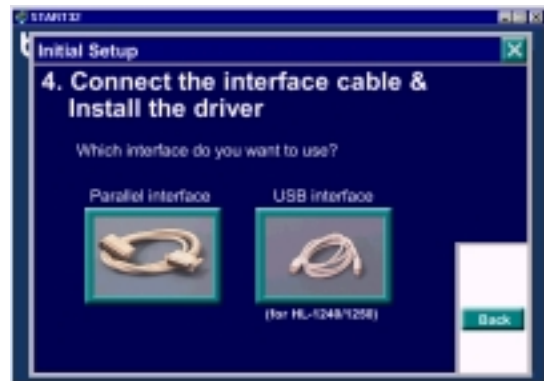 START32
Initial Setup
4. Connect the interface cable &
Install the driver
Which interface do you want to use?
Parallel interface
USB interface
(for HL-1240/1250)
Back